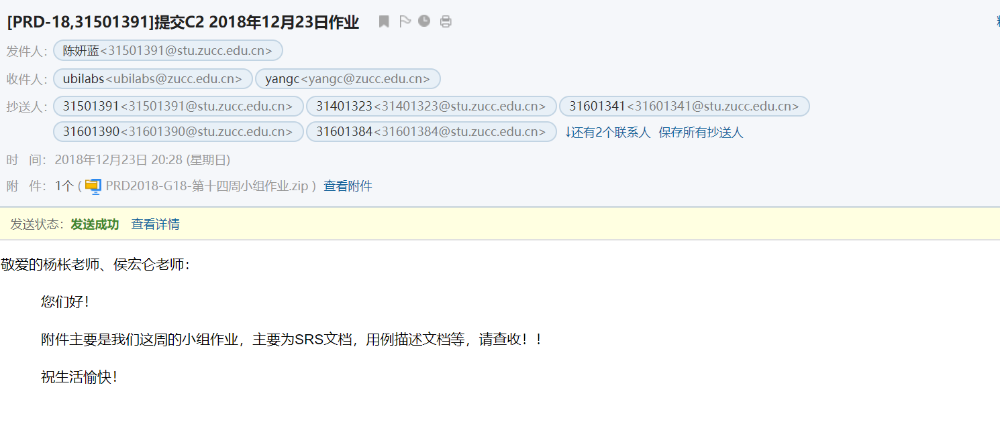 [PRD-18,31501391]提交C2 2018年12月23日作业
发件人：陈妍蓝<31501391@stu.zucc.edu.cn>
收件人：ubilabs<ubilabs@zucc.edu.cn> yangc<yangc@zucc.edu.cn>
抄送人：31501391<31501391@stu.zucc.edu.cn> 31401323<31401323@stu.zucc.edu.cn> 31601341<31601341@stu.zucc.edu.cn>
31601390<31601390@stu.zucc.edu.cn> 31601384<31601384@stu.zucc.edu.cn> ↓还有2个联系人 保存所有抄送人
时 间：2018年12月23日 20:28 (星期日)
附 件：1个 ( PRD2018-G18-第十四周小组作业.zip ) 查看附件
发送状态：发送成功 查看详情
敬爱的杨枨老师、侯宏仑老师：
您们好！
附件主要是我们这周的小组作业，主要为SRS文档，用例描述文档等，请查收！！
祝生活愉快！